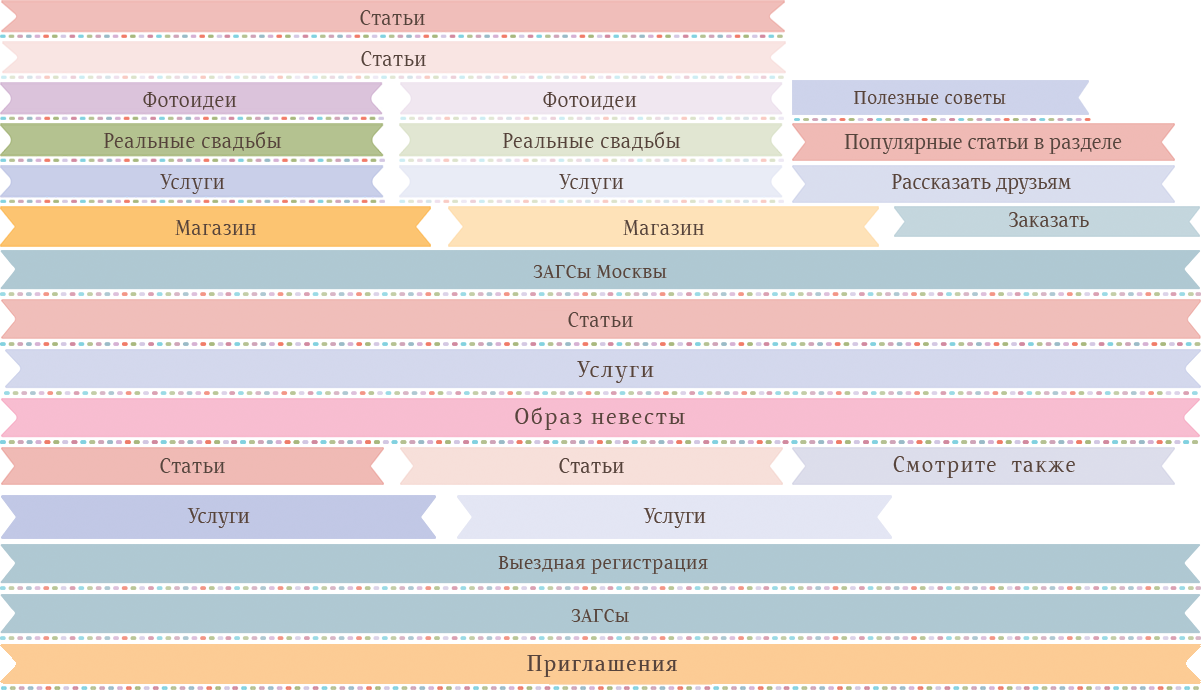 Статьи
Статьи
Фотоидеи Фотоидеи Полезные советы
Реальные свадьбы Реальные свадьбы Популярные статьи в разделе
Услуги Услуги Рассказать друзьям
Магазин Магазин Заказать
ЗАГСы Москвы
Статьи
Услуги
Образ невесты
Статьи Статьи Смотрите также
Услуги Услуги
Выездная регистрация
ЗАГСы
Приглашения